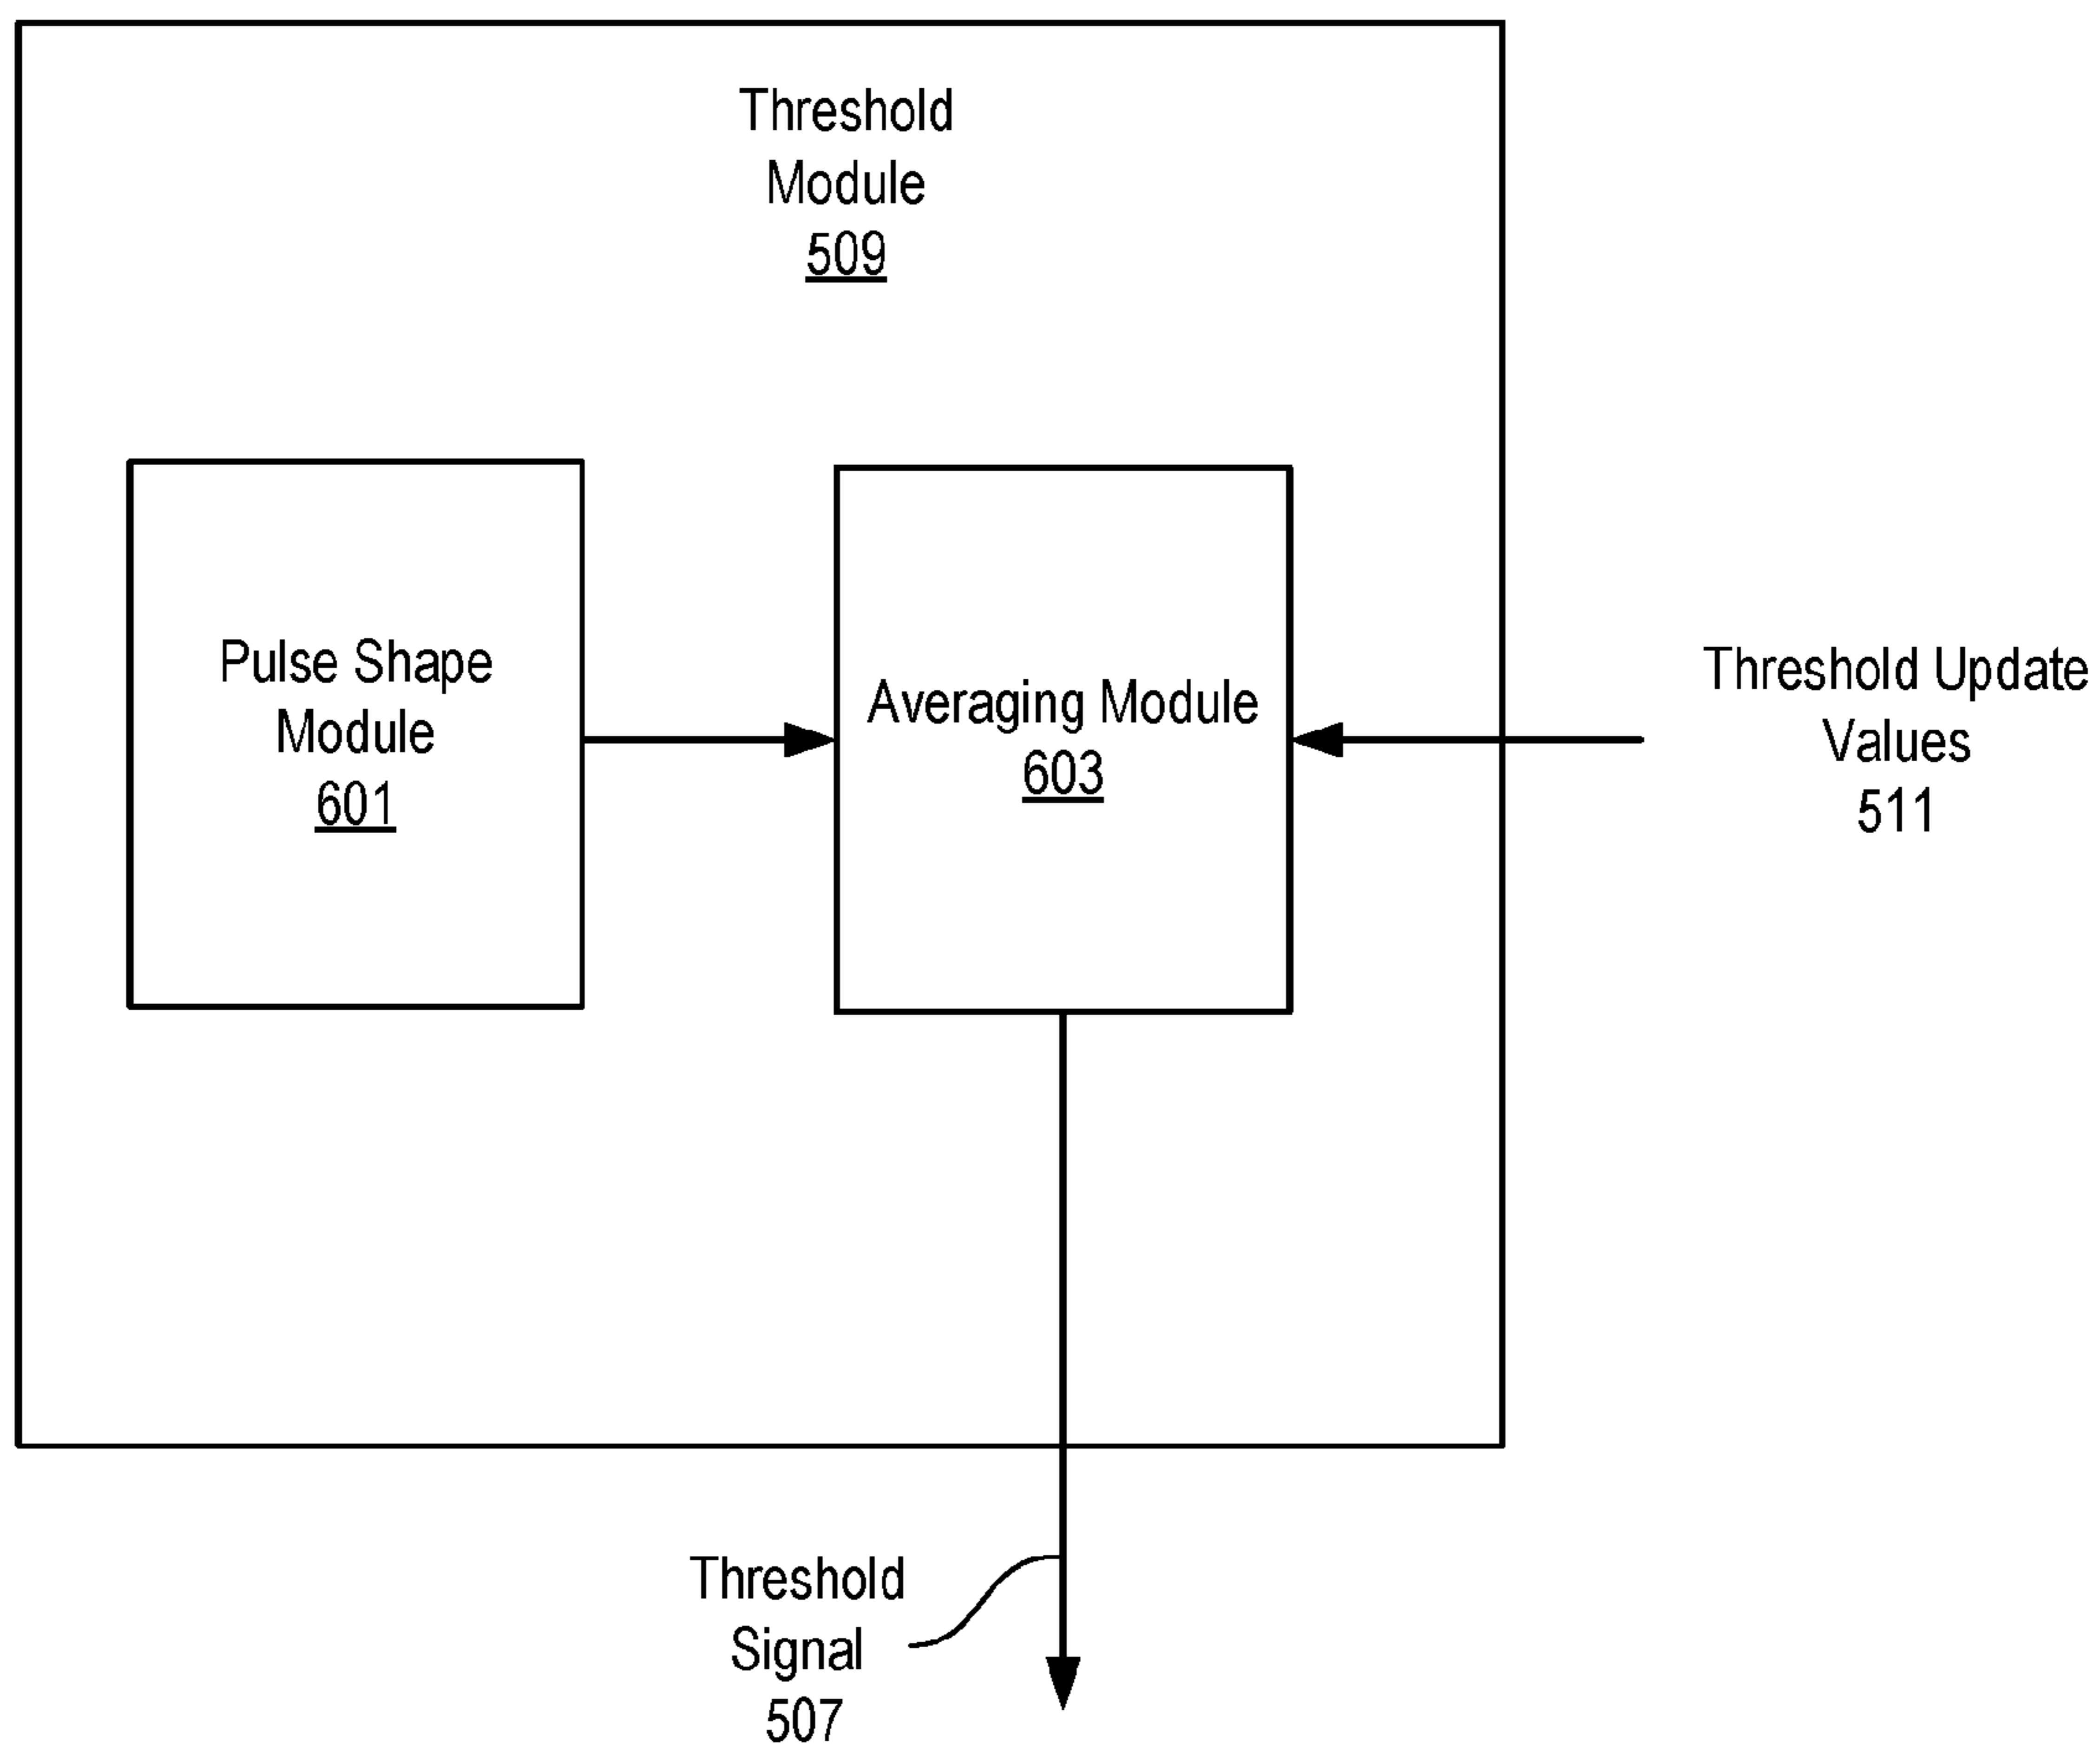 Threshold
Module
509
Pulse Shape
Module
601
Averaging Module
603
Threshold Update
Values
511
Threshold
Signal
507